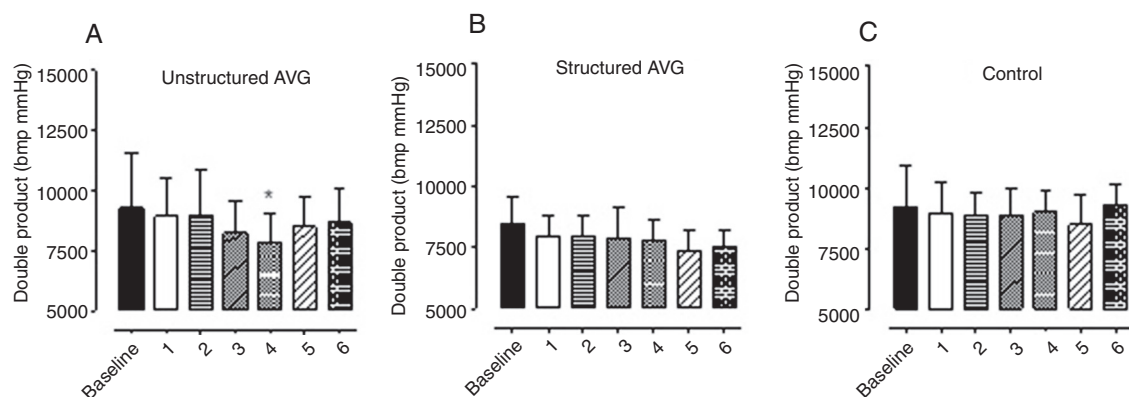 A
Unstructured AVG
Double product (bmp mmHg)
15000
12500
10000
7500
5000
*
Baseline
1
2
3
4
5
6
B
Structured AVG
Double product (bmp mmHg)
15000
12500
10000
7500
5000
Baseline
1
2
3
4
5
6
C
Control
Double product (bmp mmHg)
15000
12500
10000
7500
5000
Baseline
1
2
3
4
5
6